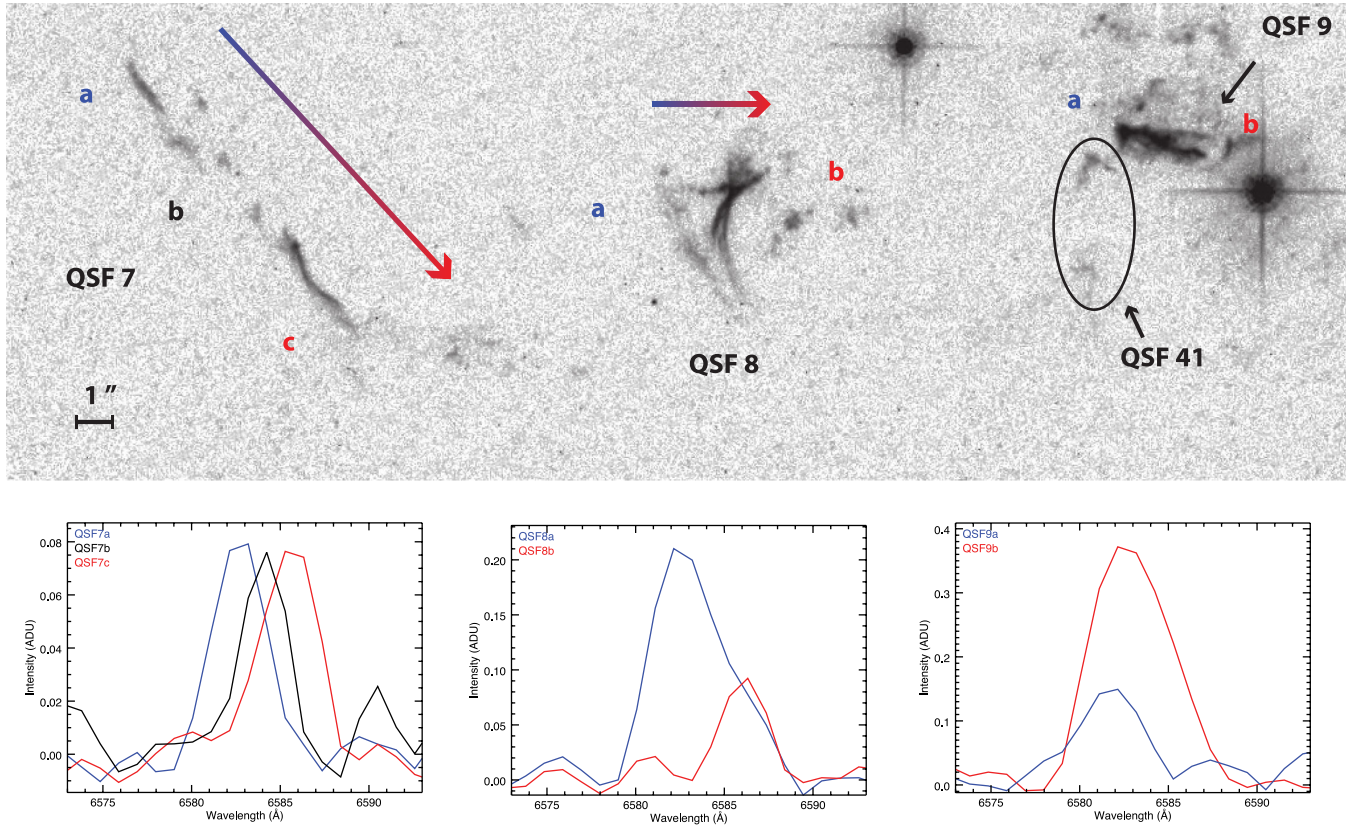 QSF 9
a
a
b
a
b
b
QSF 7
QSF 8
QSF 41
c
1 ″
QSF7a
QSF7b
QSF7c
0.08
0.06
0.04
0.02
0.00
Intensity (ADU)
6575
6580
6585
6590
Wavelength (Å)
QSF8a
QSF8b
0.20
0.15
0.10
0.05
0.00
Intensity (ADU)
6575
6580
6585
6590
Wavelength (Å)
QSF9a
QSF9b
0.4
0.3
0.2
0.1
0.0
Intensity (ADU)
6575
6580
6585
6590
Wavelength (Å)